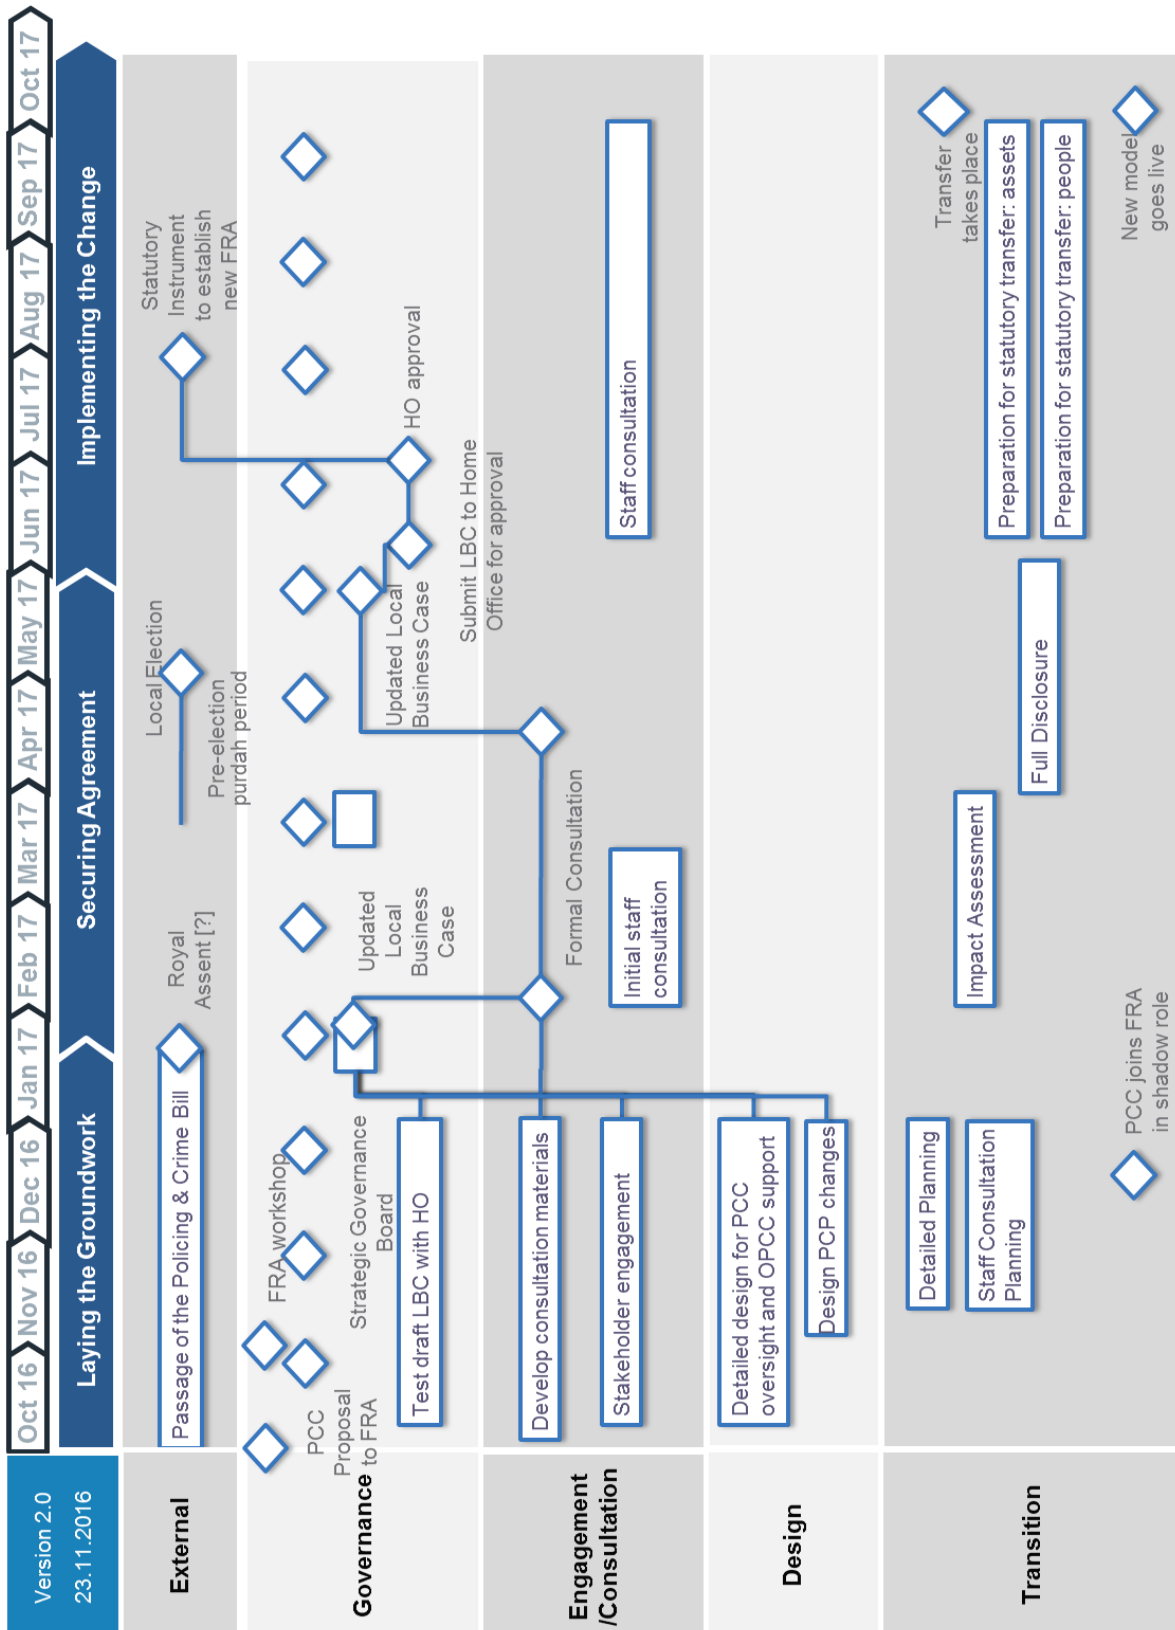 Version 2.0
23.11.2016
Oct 16
Nov 16
Dec 16
Jan 17
Feb 17
Mar 17
Apr 17
May 17
Jun 17
Jul 17
Aug 17
Sep 17
Oct 17
Laying the Groundwork
Securing Agreement
Implementing the Change
External
Passage of the Policing & Crime Bill
Royal
Assent [?]
Local Election
Pre-election
purdah period
Statutory
Instrument
to establish
new FRA
Governance
PCC
Proposal
to FRA
FRA workshop
Strategic Governance
Board
Test draft LBC with HO
Updated
Local
Business
Case
Updated Local
Business Case
Submit LBC to Home
Office for approval
HO approval
Engagement
/Consultation
Develop consultation materials
Stakeholder engagement
Formal Consultation
Initial staff
consultation
Staff consultation
Design
Detailed design for PCC
oversight and OPCC support
Design PCP changes
Transition
Detailed Planning
Staff Consultation
Planning
PCC joins FRA
in shadow role
Impact Assessment
Full Disclosure
Transfer
takes place
Preparation for statutory transfer: assets
Preparation for statutory transfer: people
New model
goes live